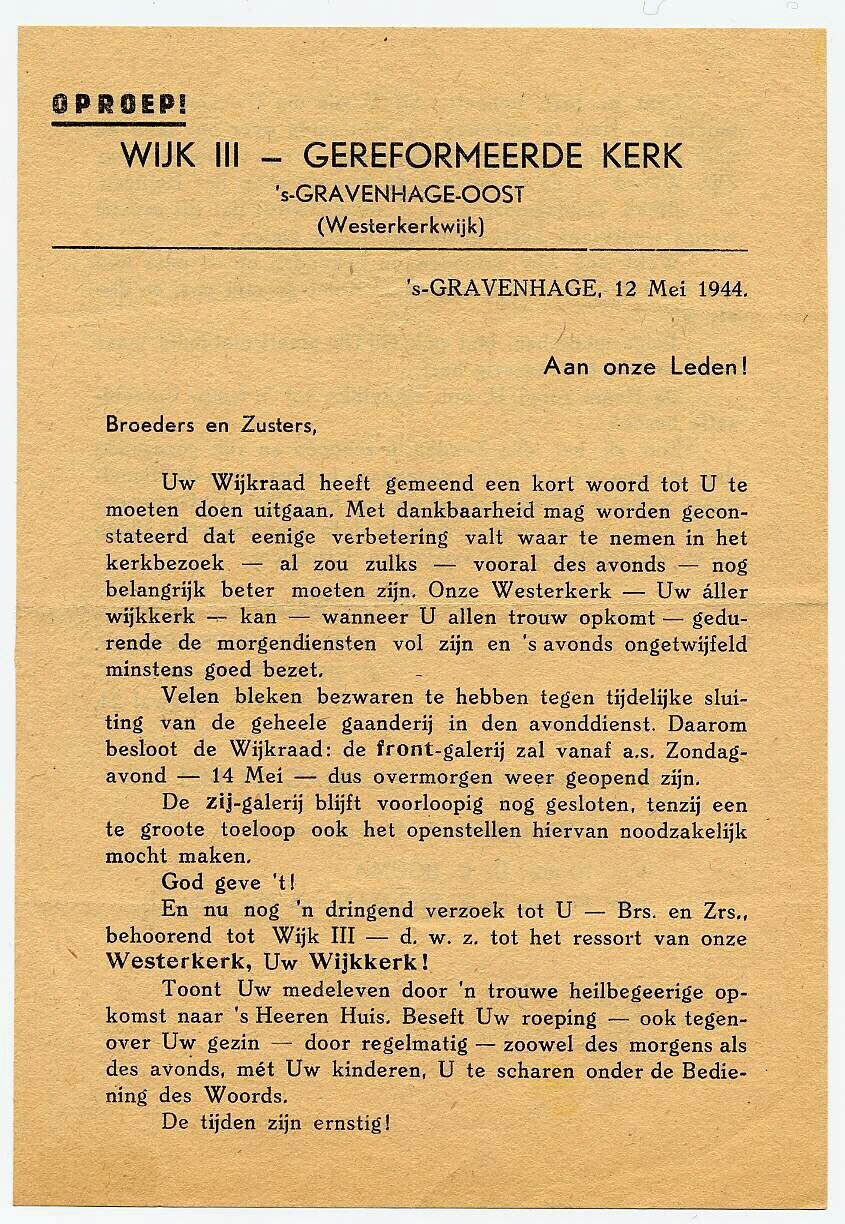 OPROEP!
WIJK III – GEREFORMEERDE KERK
's-GRAVENHAGE-OOST
(Westerkerkwijk)
's-GRAVENHAGE, 12 Mei 1944.
Aan onze Leden!
Broeders en Zusters,
Uw Wijkraad heeft gemeend een kort woord tot U te
moeten doen uitgaan. Met dankbaarheid mag worden gecon-
stateerd dat eenige verbetering valt waar te nemen in het
kerkbezoek — al zou zulks — vooral des avonds — nog
belangrijk beter moeten zijn. Onze Westerkerk — Uw áller
wijkkerk — kan — wanneer U allen trouw opkomt — gedu-
rende de morgendiensten vol zijn en 's avonds ongetwijfeld
minstens goed bezet.
Velen bleken bezwaren te hebben tegen tijdelijke slui-
ting van de geheele gaanderij in den avonddienst. Daarom
besloot de Wijkraad: de front-galerij zal vanaf a.s. Zondag-
avond — 14 Mei — dus overmorgen weer geopend zijn.
De zij-galerij blijft voorloopig nog gesloten, tenzij een
te groote toeloop ook het openstellen hiervan noodzakelijk
mocht maken.
God geve 't!
En nu nog 'n dringend verzoek tot U — Brs. en Zrs.,
behoorend tot Wijk III — d. w. z. tot het ressort van onze
Westerkerk, Uw Wijkkerk!
Toont Uw medeleven door 'n trouwe heilbegeerige op-
komst naar 's Heeren Huis. Beseft Uw roeping — ook tegen-
over Uw gezin — door regelmatig — zoowel des morgens als
des avonds, mét Uw kinderen, U te scharen onder de Bedie-
ning des Woords.
De tijden zijn ernstig!